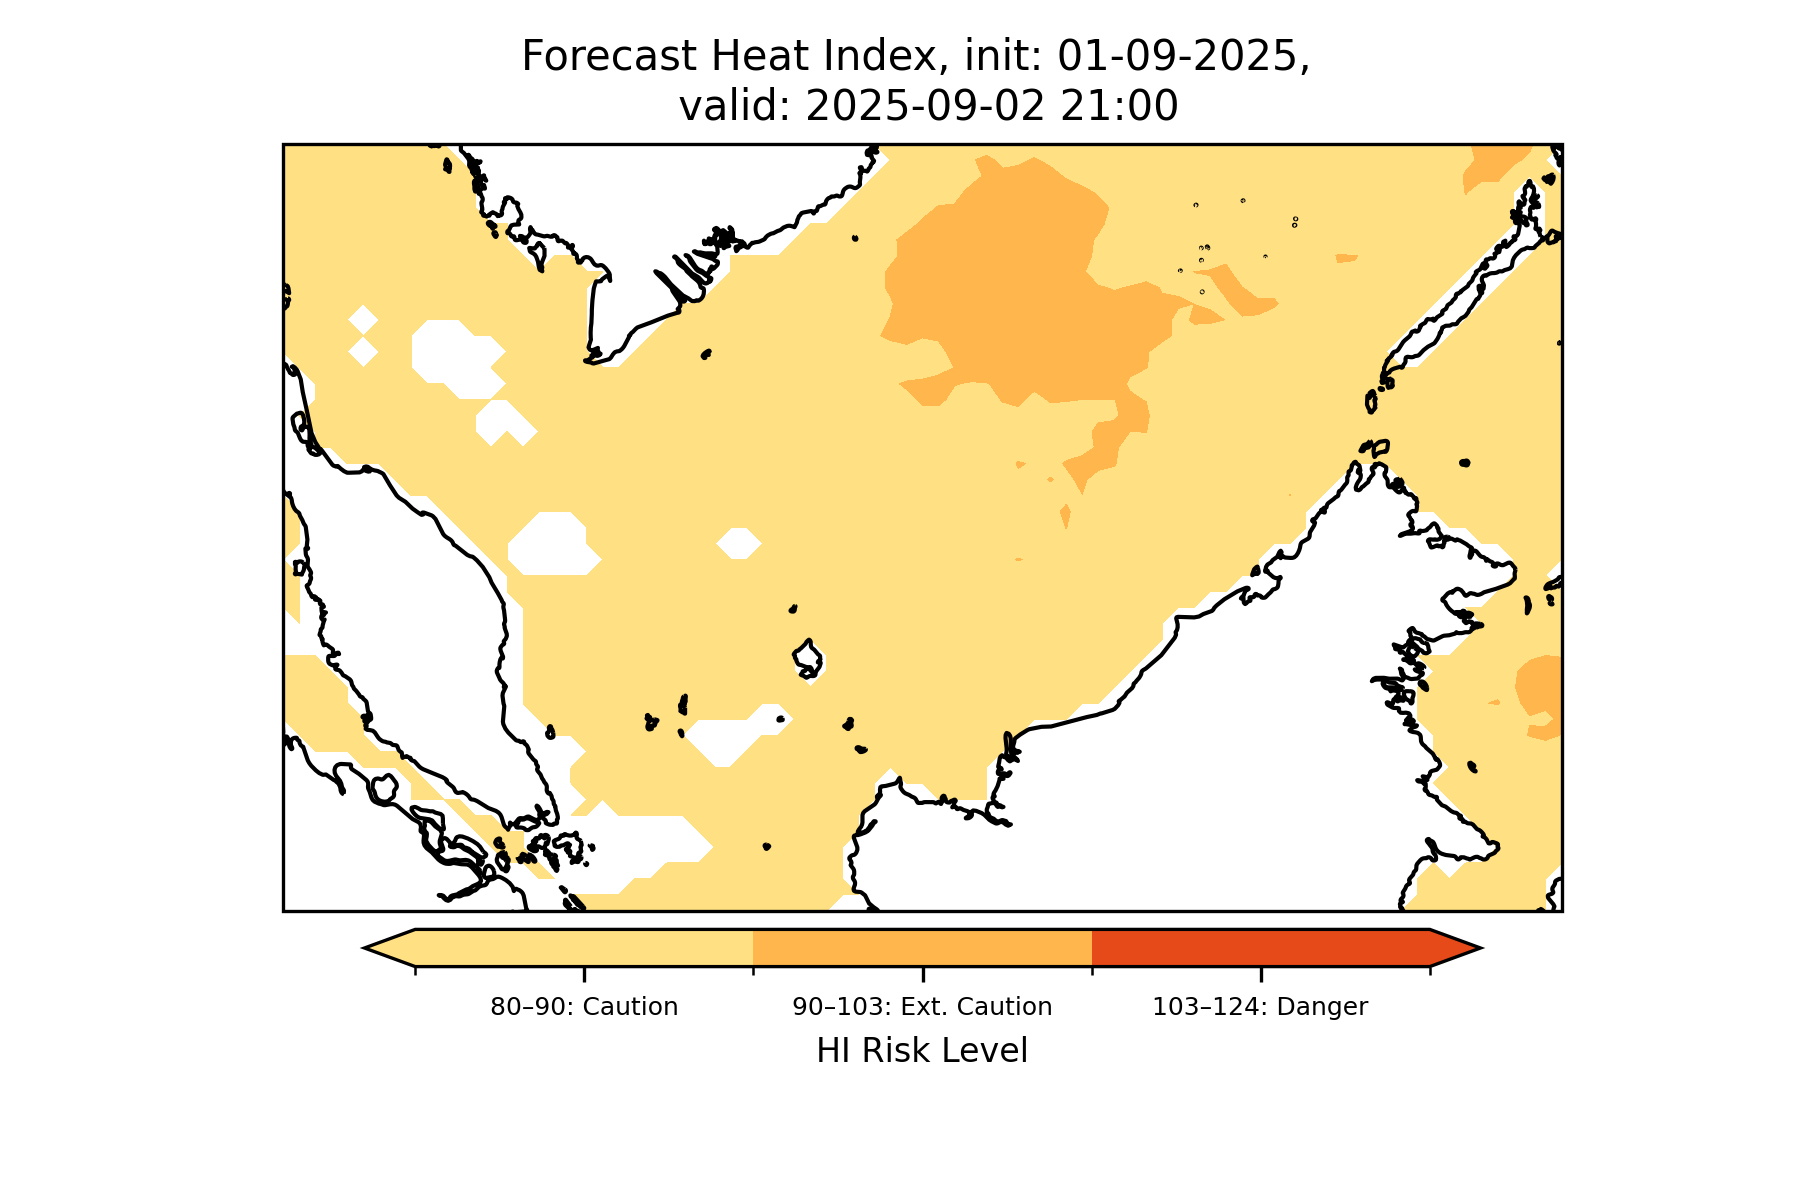 Forecast Heat Index, init: 01-09-2025,
valid: 2025-09-02 21:00
80–90: Caution
90–103: Ext. Caution
103–124: Danger
HI Risk Level